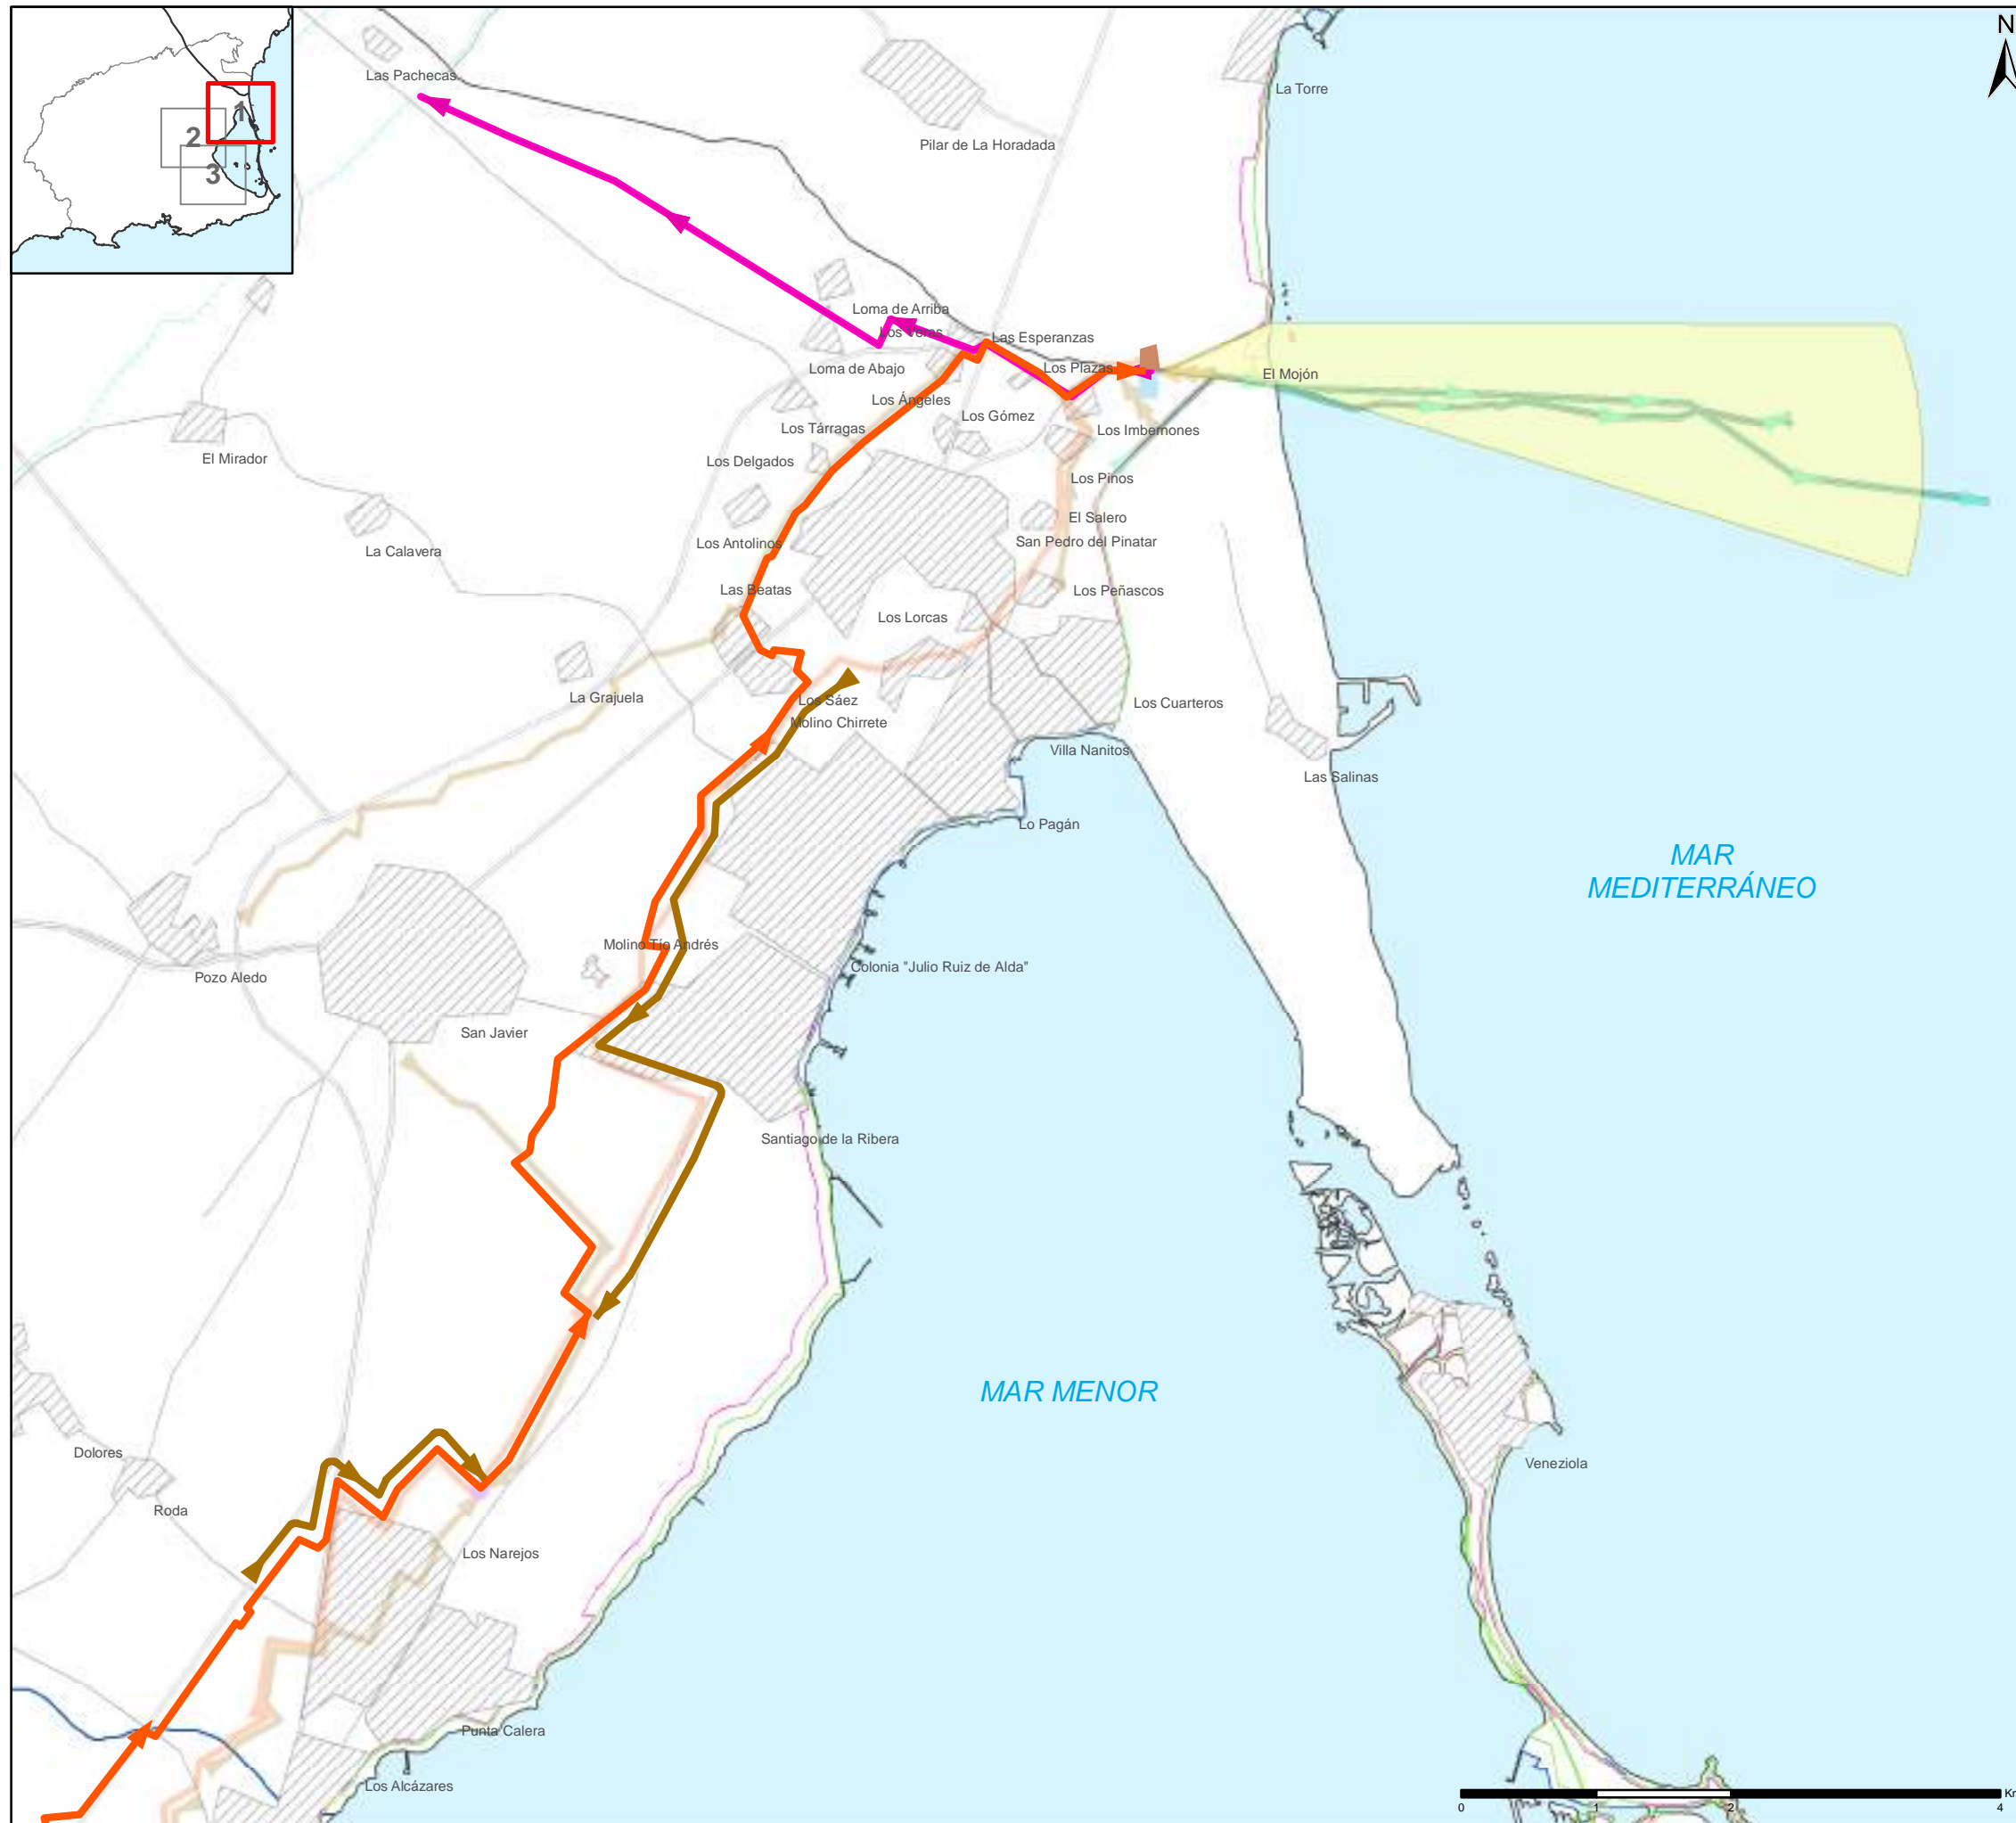 N
1
2
3
Las Pachecas
La Torre
Pilar de La Horadada
Loma de Arriba
Los Veras
Las Esperanzas
Loma de Abajo
Los Plazas
El Mojón
Los Ángeles
Los Gómez
Los Tárragas
Los Imbernones
El Mirador
Los Delgados
Los Pinos
El Salero
Los Antolinos
San Pedro del Pinatar
La Calavera
Las Beatas
Los Peñascos
Los Lorcas
La Grajuela
Los Sáez
Los Cuarteros
Molino Chirrete
Villa Nanitos
Las Salinas
Lo Pagán
MAR
MEDITERRÁNEO
Molino Tío Andrés
Colonia "Julio Ruiz de Alda"
Pozo Aledo
San Javier
Santiago de la Ribera
MAR MENOR
Dolores
Veneziola
Roda
Los Narejos
Punta Calera
Los Alcázares
0 1 2 4